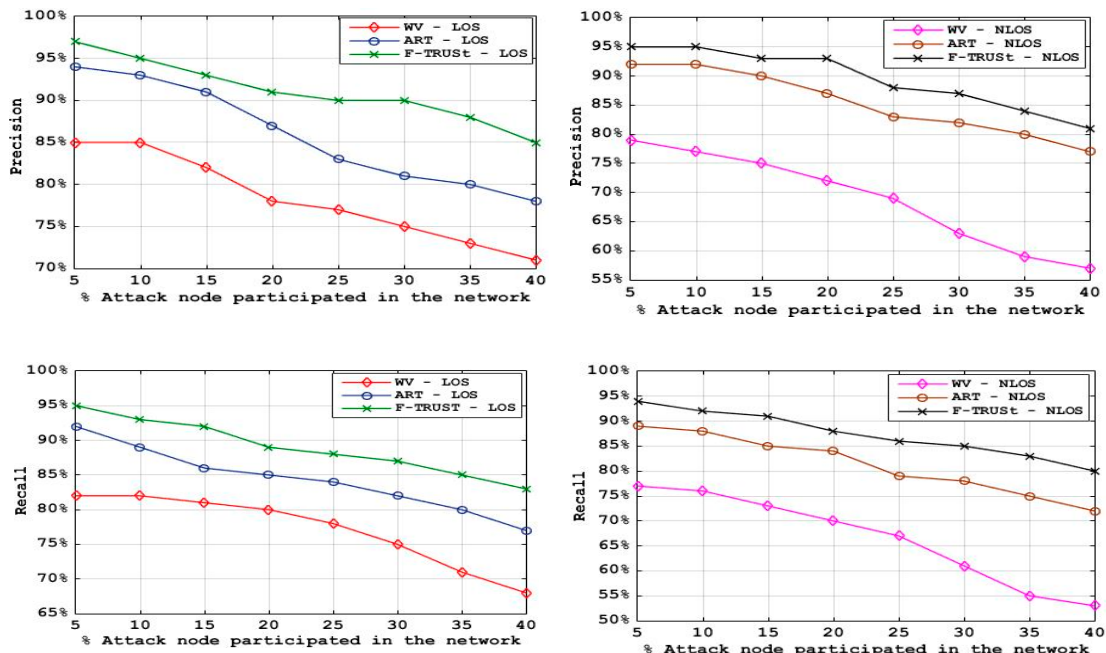 100%
95%
90%
85%
80%
75%
70%
Precision
WV - LOS
ART - LOS
F-TRUSt - LOS
5 10 15 20 25 30 35 40
% Attack node participated in the network
100%
95%
90%
85%
80%
75%
70%
65%
60%
55%
Precision
WV - NLOS
ART - NLOS
F-TRUSt - NLOS
5 10 15 20 25 30 35 40
% Attack node participated in the network
100%
95%
90%
85%
80%
75%
70%
65%
Recall
WV - LOS
ART - LOS
F-TRUST - LOS
5 10 15 20 25 30 35 40
% Attack node participated in the network
100%
95%
90%
85%
80%
75%
70%
65%
60%
55%
50%
Recall
WV - NLOS
ART - NLOS
F-TRUSt - NLOS
5 10 15 20 25 30 35 40
% Attack node participated in the network